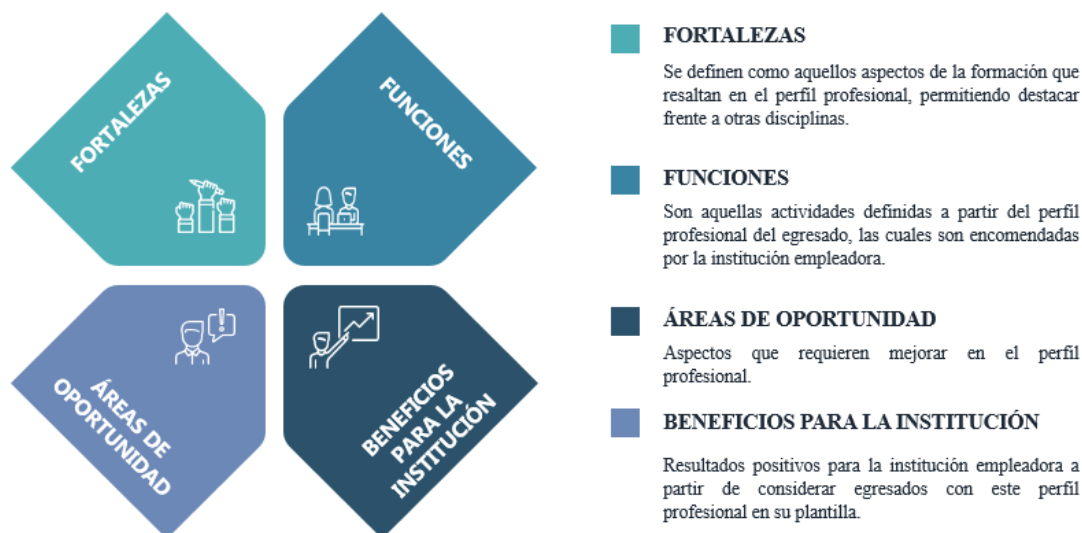 FORTALEZAS
FUNCIONES
ÁREAS DE
OPORTUNIDAD
BENEFICIOS
PARA LA
INSTITUCIÓN
FORTALEZAS
Se definen como aquellos aspectos de la formación que
resaltan en el perfil profesional, permitiendo destacar
frente a otras disciplinas.
FUNCIONES
Son aquellas actividades definidas a partir del perfil
profesional del egresado, las cuales son encomendadas
por la institución empleadora.
ÁREAS DE OPORTUNIDAD
Aspectos que requieren mejorar en el perfil
profesional.
BENEFICIOS PARA LA INSTITUCIÓN
Resultados positivos para la institución empleadora a
partir de considerar egresados con este perfil
profesional en su plantilla.